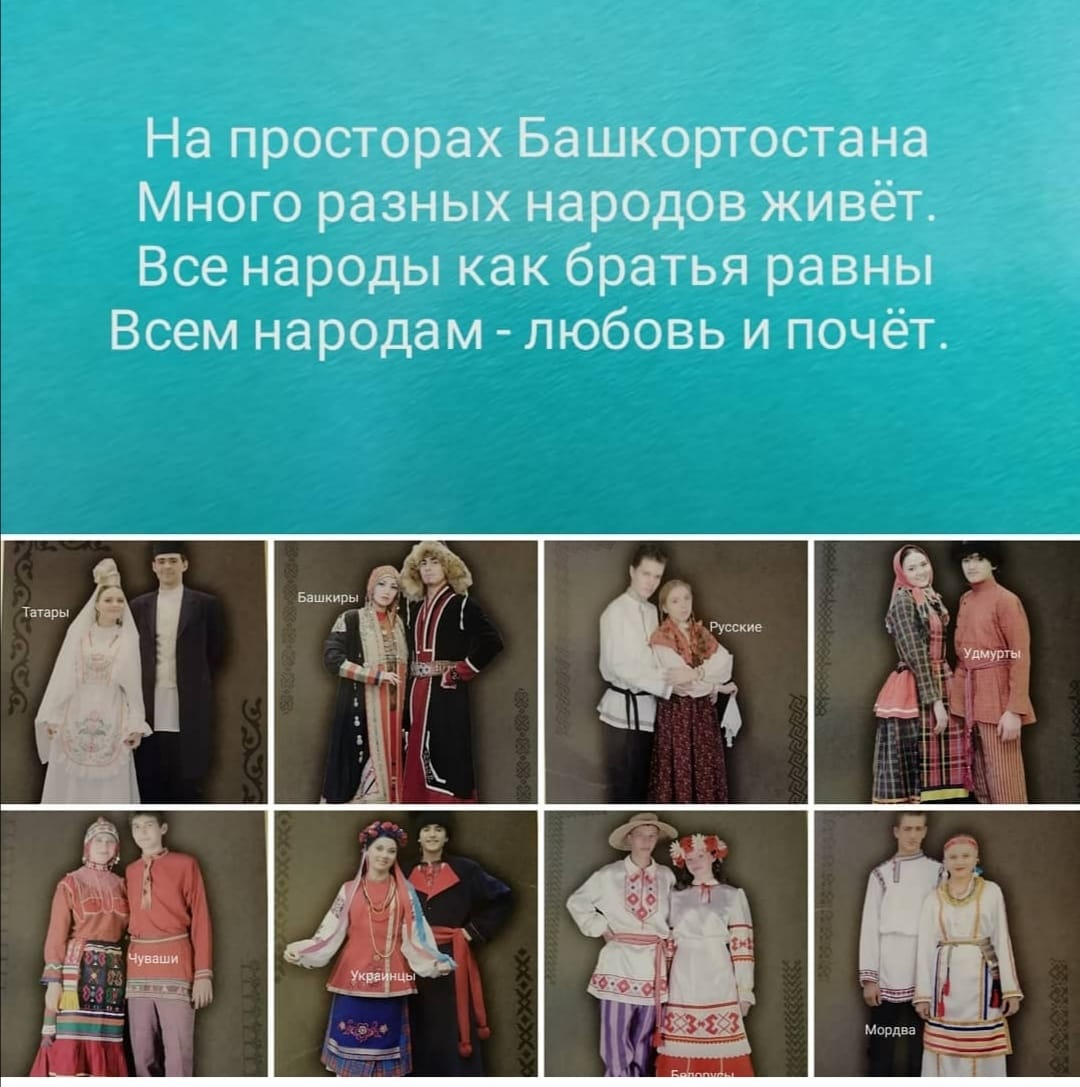 На просторах Башкортостана
Много разных народов живёт.
Все народы как братья равны
Всем народам - любовь и почёт.
Татары
Башкиры
Русские
Удмурты
Чуваши
Украинцы
Белорусы
Мордва